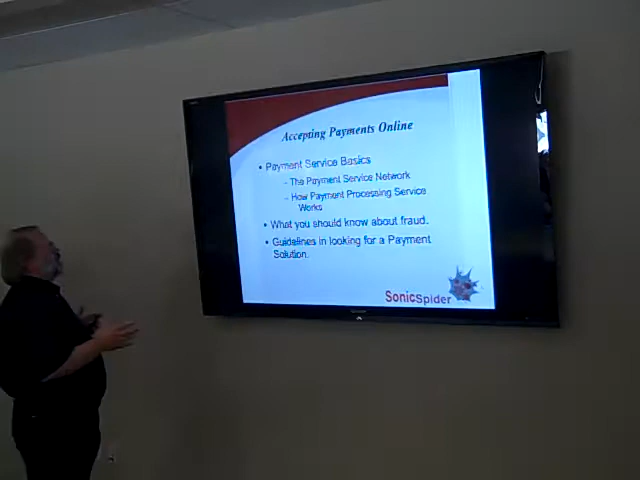 Accepting Payments Online
• Payment Service Basics
– The Payment Service Network
– How Payment Processing Service
Works
• What you should know about fraud.
• Guidelines in looking for a Payment
Solution.
Sonicspider